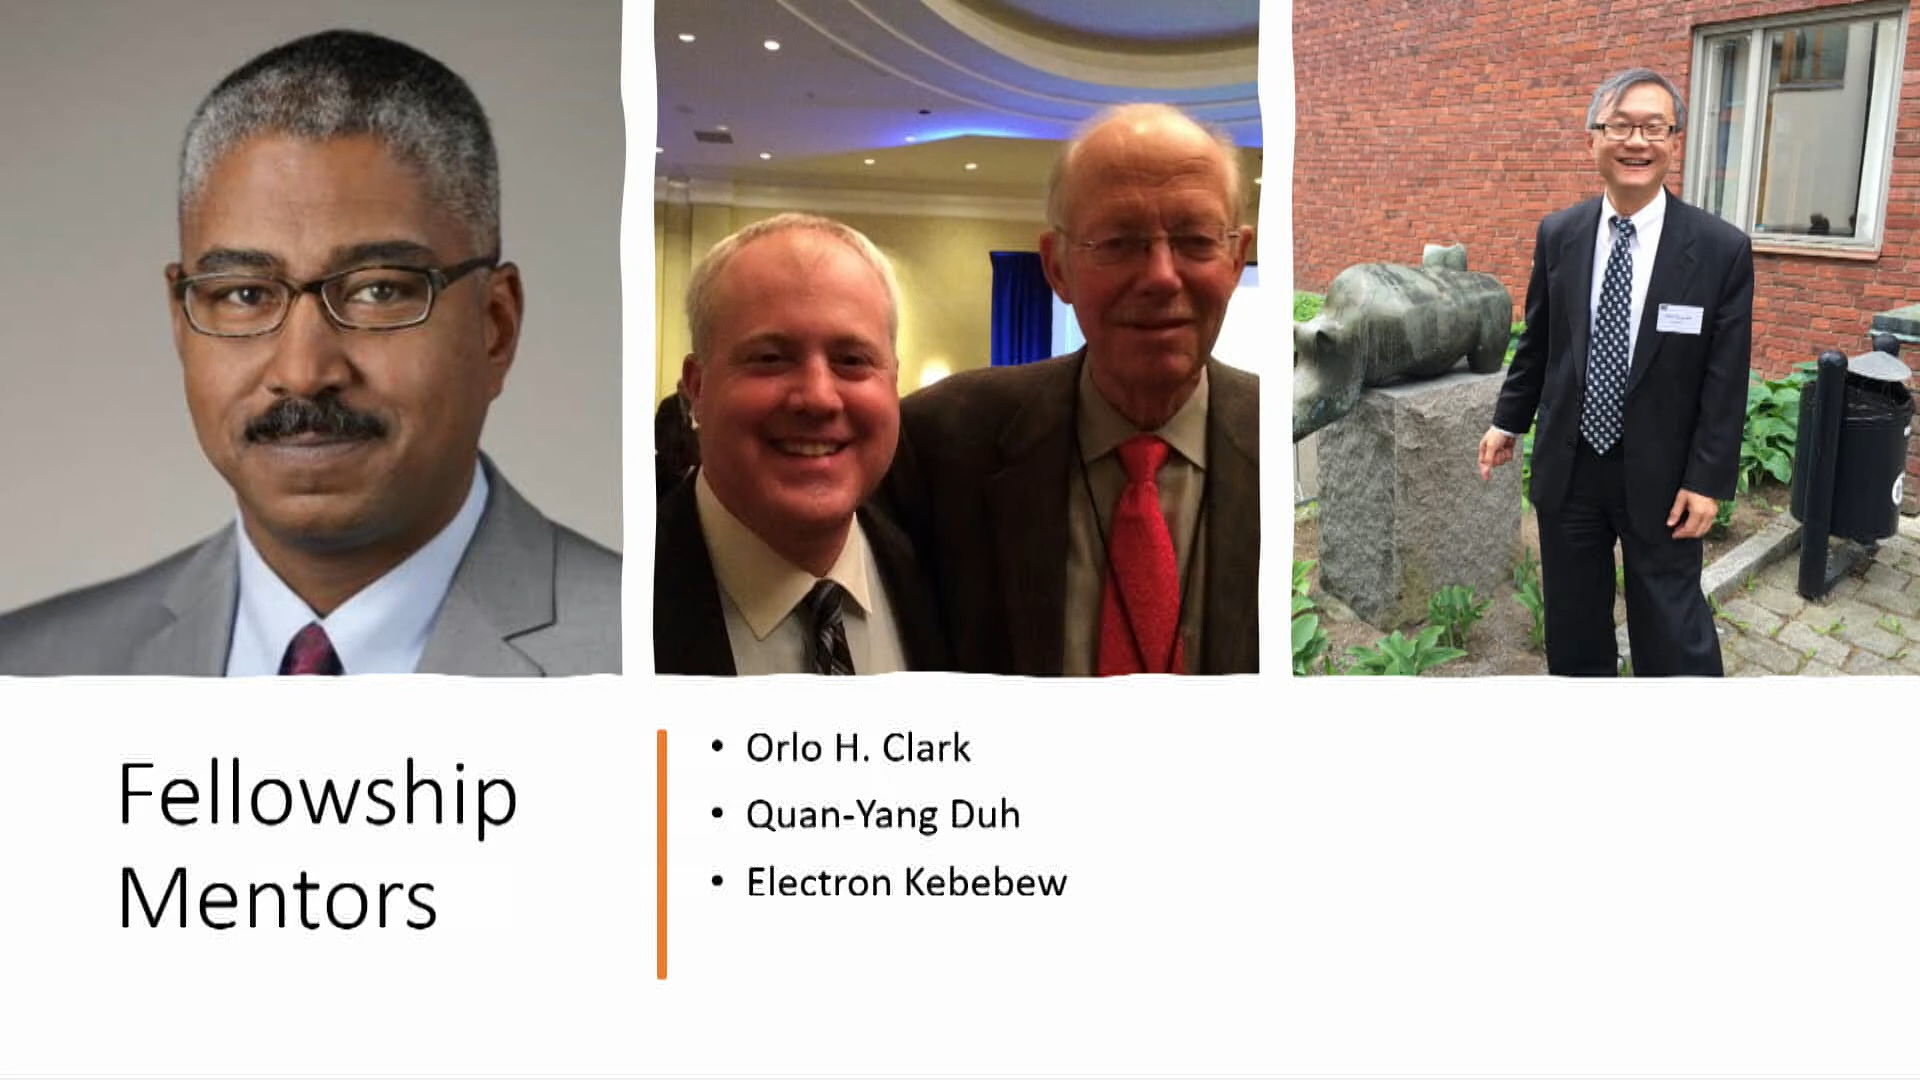 Fellowship
Mentors
• Orlo H. Clark
• Quan-Yang Duh
• Electron Kebebew